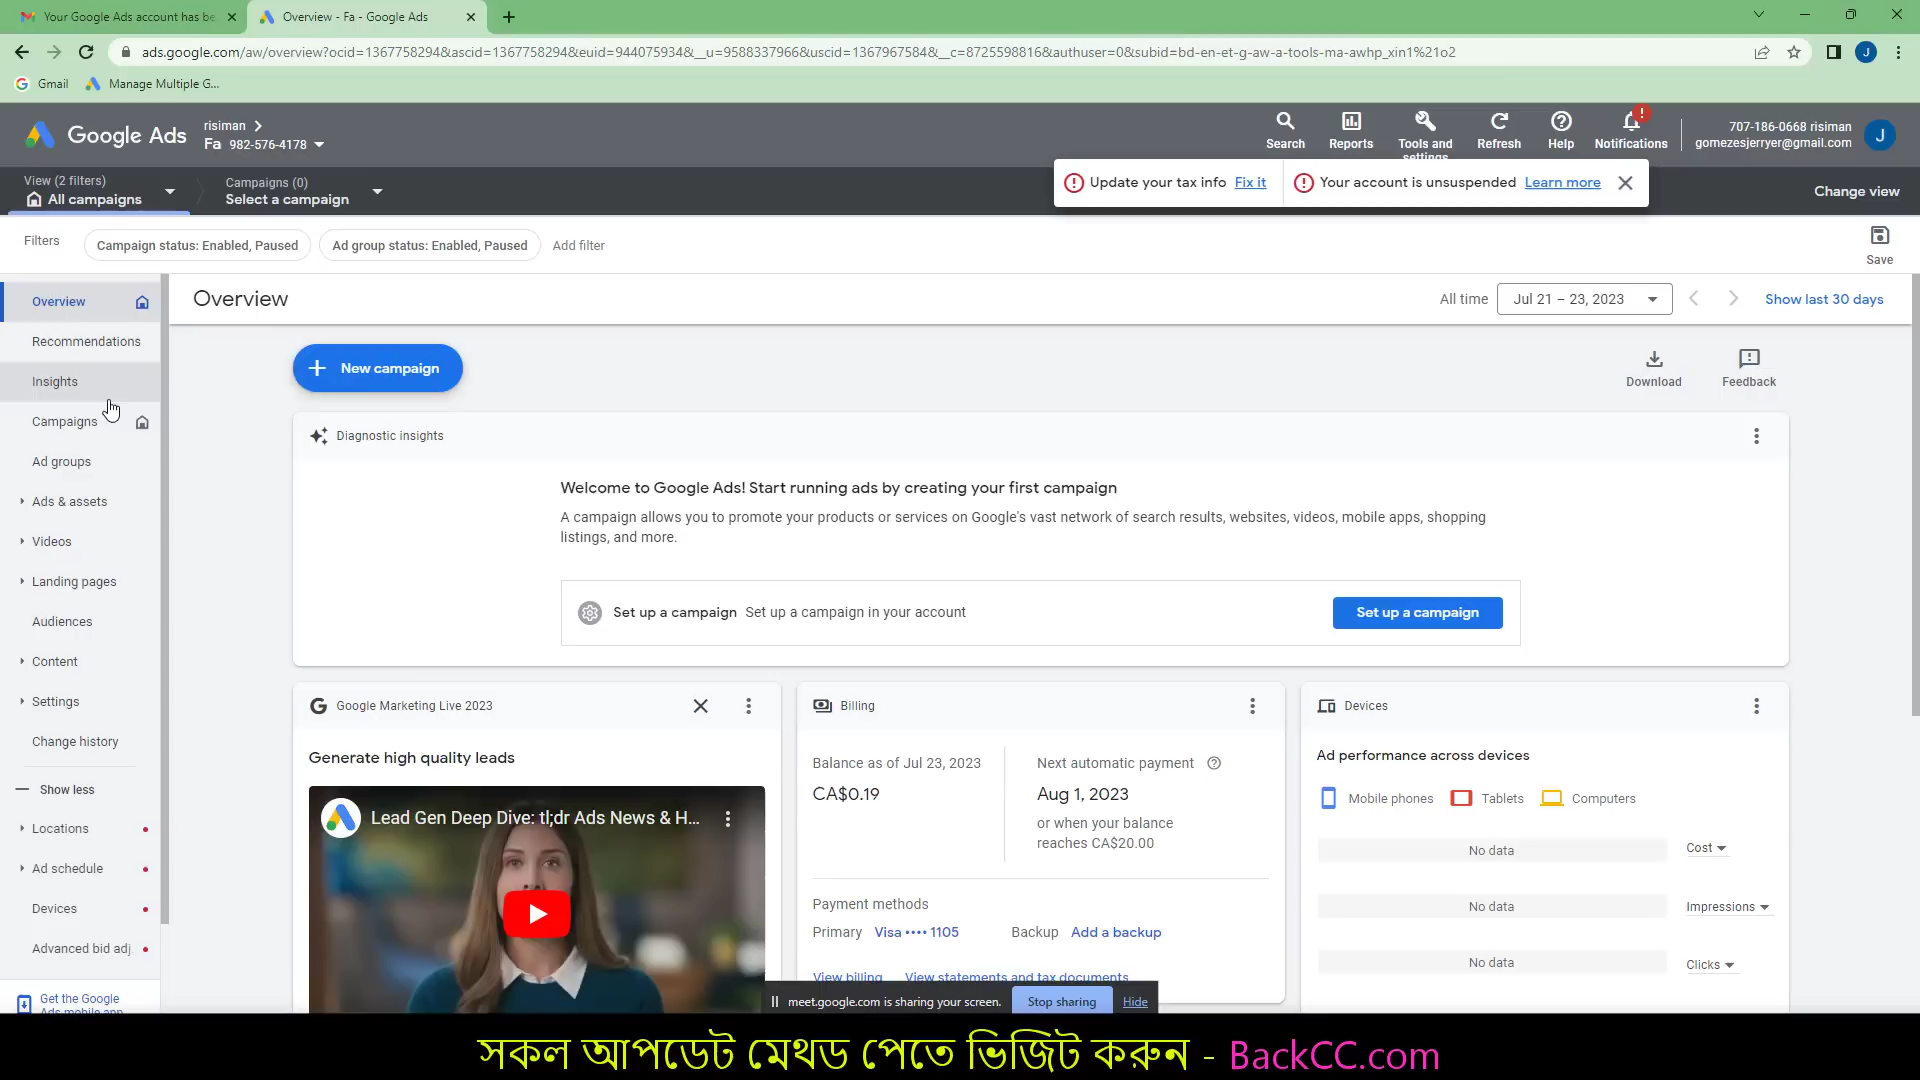 Your Google Ads account has be
Overview - Fa - Google Ads
ads.google.com/aw/overview?ocid=1367758294&ascid=1367758294&euid=944075934&__u=9588337966&uscid=1367967584&__c=8725598816&authuser=0&subid=bd-en-et-g-aw-a-tools-ma-awhp_xin1%21o2
J
Gmail
Manage Multiple G...
Google Ads
risiman
Fa 982-576-4178
Search
Reports
Tools and
settings
Refresh
Help
Notifications
707-186-0668 risiman
gomezesjerryer@gmail.com
J
View (2 filters)
All campaigns
Campaigns (0)
Select a campaign
Update your tax info Fix it
Your account is unsuspended Learn more
Change view
Filters
Campaign status: Enabled, Paused
Ad group status: Enabled, Paused
Add filter
Save
Overview
Recommendations
Insights
Campaigns
Ad groups
Ads & assets
Videos
Landing pages
Audiences
Content
Settings
Change history
Show less
Locations
Ad schedule
Devices
Advanced bid adj.
Get the Google
Ads mobile app
Overview
All time
Jul 21 – 23, 2023
Show last 30 days
New campaign
Download
Feedback
Diagnostic insights
Welcome to Google Ads! Start running ads by creating your first campaign
A campaign allows you to promote your products or services on Google's vast network of search results, websites, videos, mobile apps, shopping
listings, and more.
Set up a campaign Set up a campaign in your account
Set up a campaign
Google Marketing Live 2023
Generate high quality leads
Lead Gen Deep Dive: tl;dr Ads News & H...
Billing
Balance as of Jul 23, 2023
CA$0.19
Next automatic payment
Aug 1, 2023
or when your balance
reaches CA$20.00
Payment methods
Primary Visa •••• 1105
Backup Add a backup
View billing
View statements and tax documents
Devices
Ad performance across devices
Mobile phones
Tablets
Computers
No data
Cost
No data
Impressions
No data
Clicks
meet.google.com is sharing your screen.
Stop sharing
Hide
সকল আপডেট মেথড পেতে ভিজিট করুন - BackCC.com